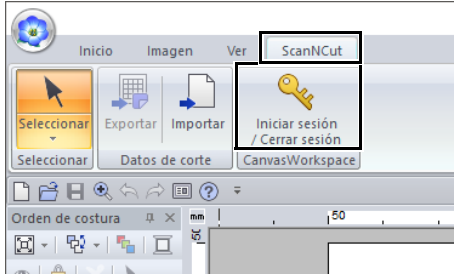 Inicio Imagen Ver ScanNCut
Seleccionar Exportar Importar Iniciar sesión
/ Cerrar sesión
Seleccionar Datos de corte CanvasWorkspace
Orden de costura mm 50
50